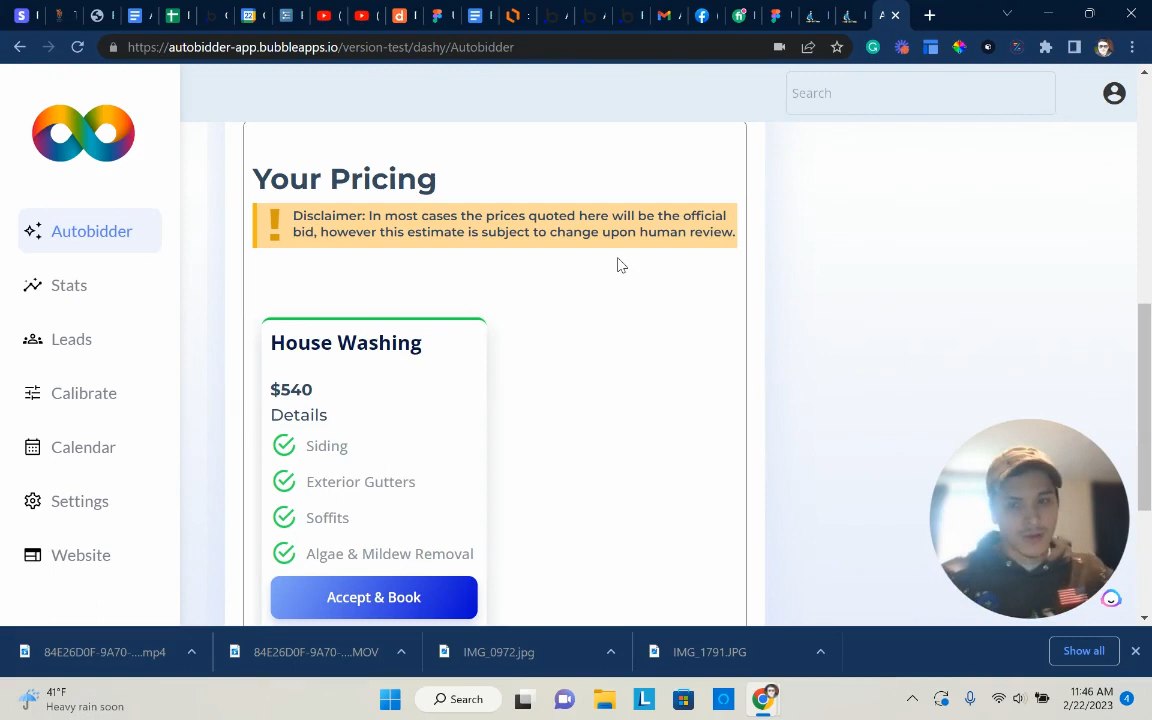 https://autobidder-app.bubbleapps.io/version-test/dashy/Autobidder
Search
Autobidder
Stats
Leads
Calibrate
Calendar
Settings
Website
Your Pricing
Disclaimer: In most cases the prices quoted here will be the official
bid, however this estimate is subject to change upon human review.
House Washing
$540
Details
Siding
Exterior Gutters
Soffits
Algae & Mildew Removal
Accept & Book
84E26D0F-9A70-....mp4
84E26D0F-9A70-....MOV
IMG_0972.jpg
IMG_1791.JPG
Show all
41°F
Heavy rain soon
Search
11:46 AM
2/22/2023
4